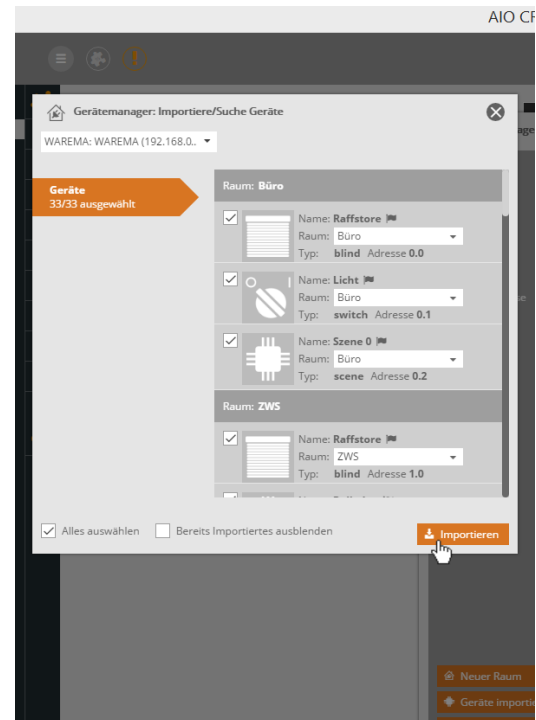 AIO CR
Gerätemanager: Importiere/Suche Geräte
WAREMA: WAREMA (192.168.0..
Geräte
33/33 ausgewählt
Raum: Büro
Name: Raffstore
Raum: Büro
Typ: blind Adresse 0.0
Name: Licht
Raum: Büro
Typ: switch Adresse 0.1
Name: Szene 0
Raum: Büro
Typ: scene Adresse 0.2
Raum: ZWS
Name: Raffstore
Raum: ZWS
Typ: blind Adresse 1.0
Alles auswählen
Bereits Importiertes ausblenden
Importieren
Neuer Raum
Geräte importie